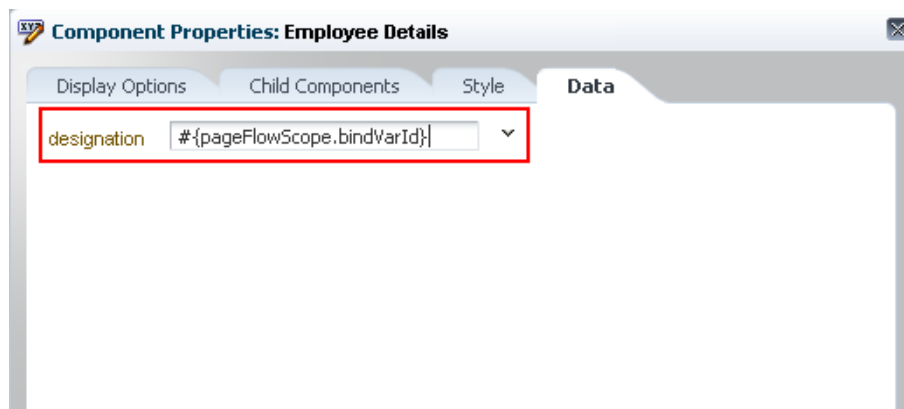 Component Properties: Employee Details
Display Options Child Components Style Data
designation #{pageFlowScope.bindVarId}